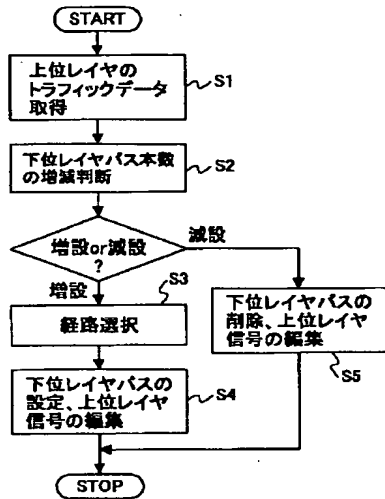 START
上位レイヤの
トラフィックデータ
取得
S1
下位レイヤパス本数
の増減判断
S2
増設or減設
?
減設
増設
S3
経路選択
下位レイヤパスの
削除、上位レイヤ
信号の編集
S5
下位レイヤパスの
設定、上位レイヤ
信号の編集
S4
STOP